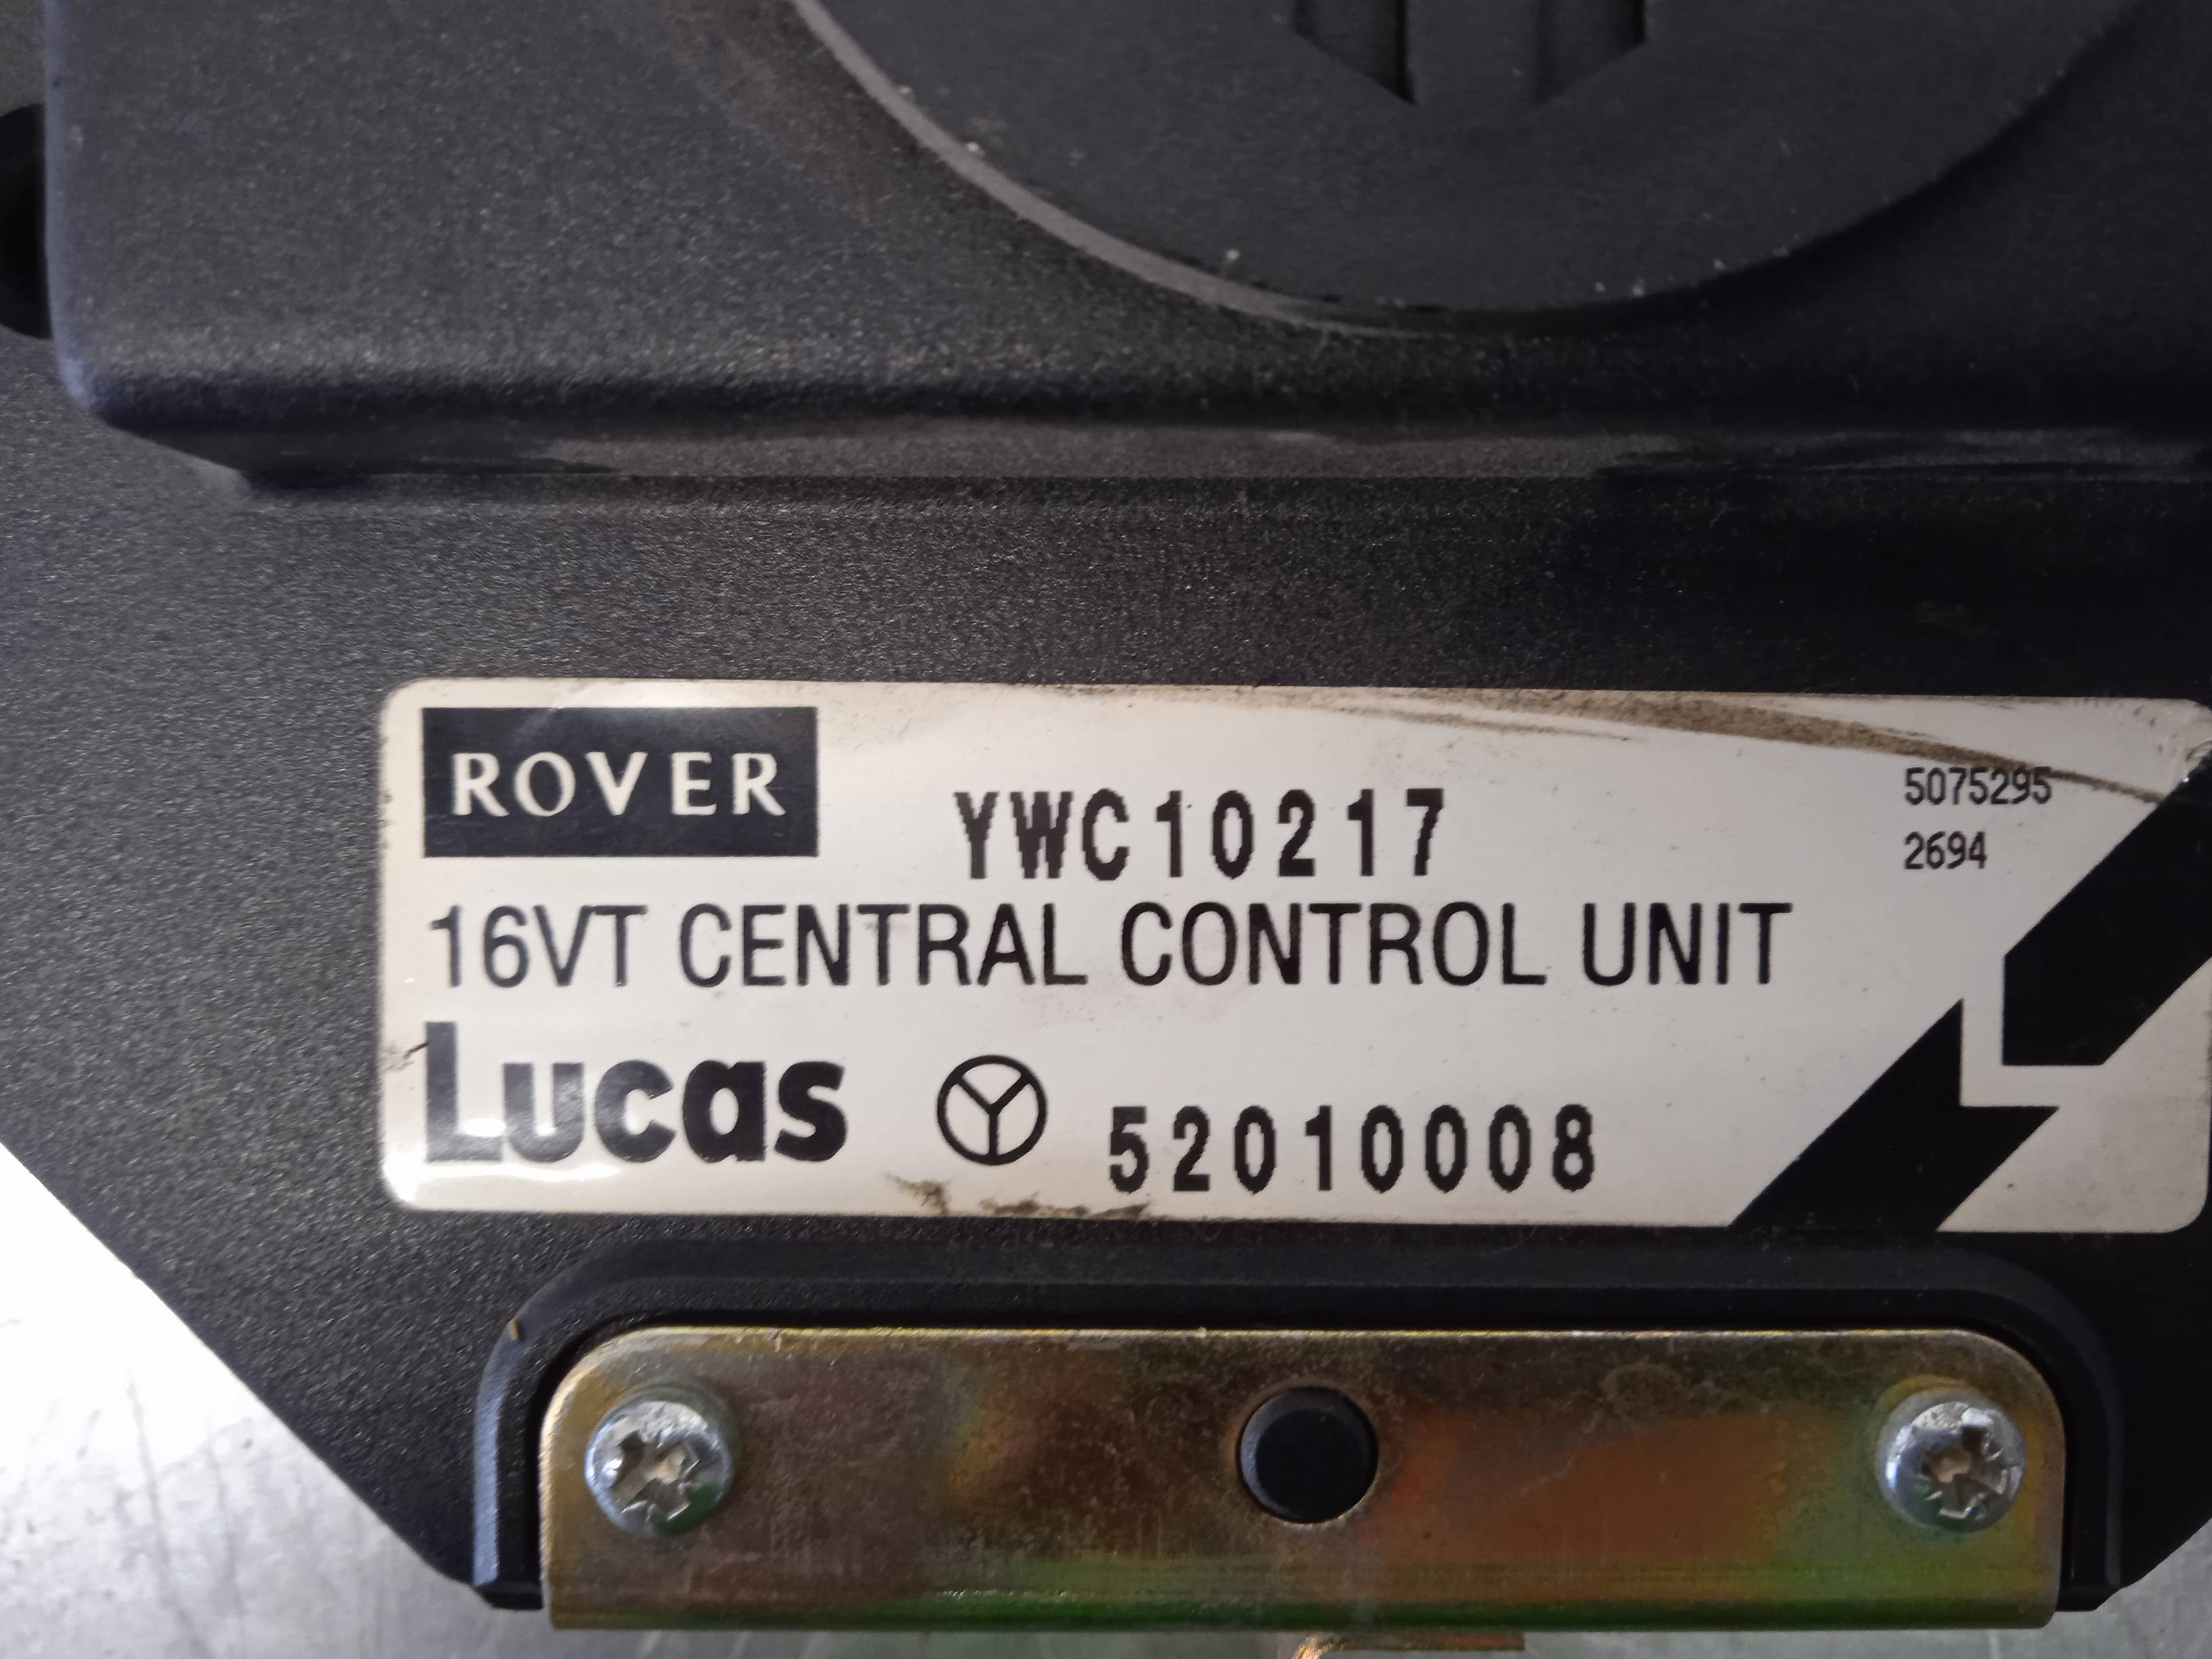 ROVER
YWC10217
5075295
2694
16VT CENTRAL CONTROL UNIT
Lucas
52010008